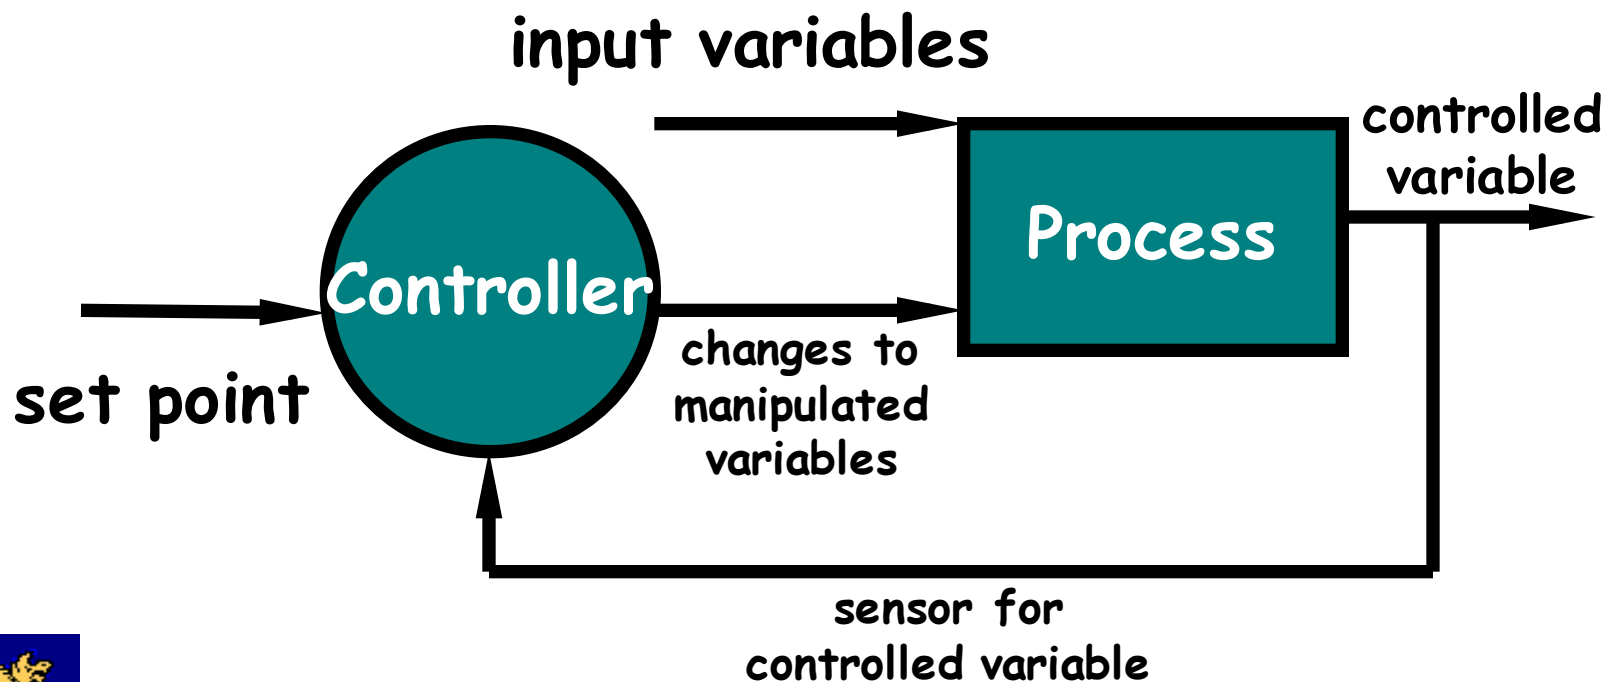 input variables
controlled
variable
Process
Controller
changes to
manipulated
variables
set point
sensor for
controlled variable